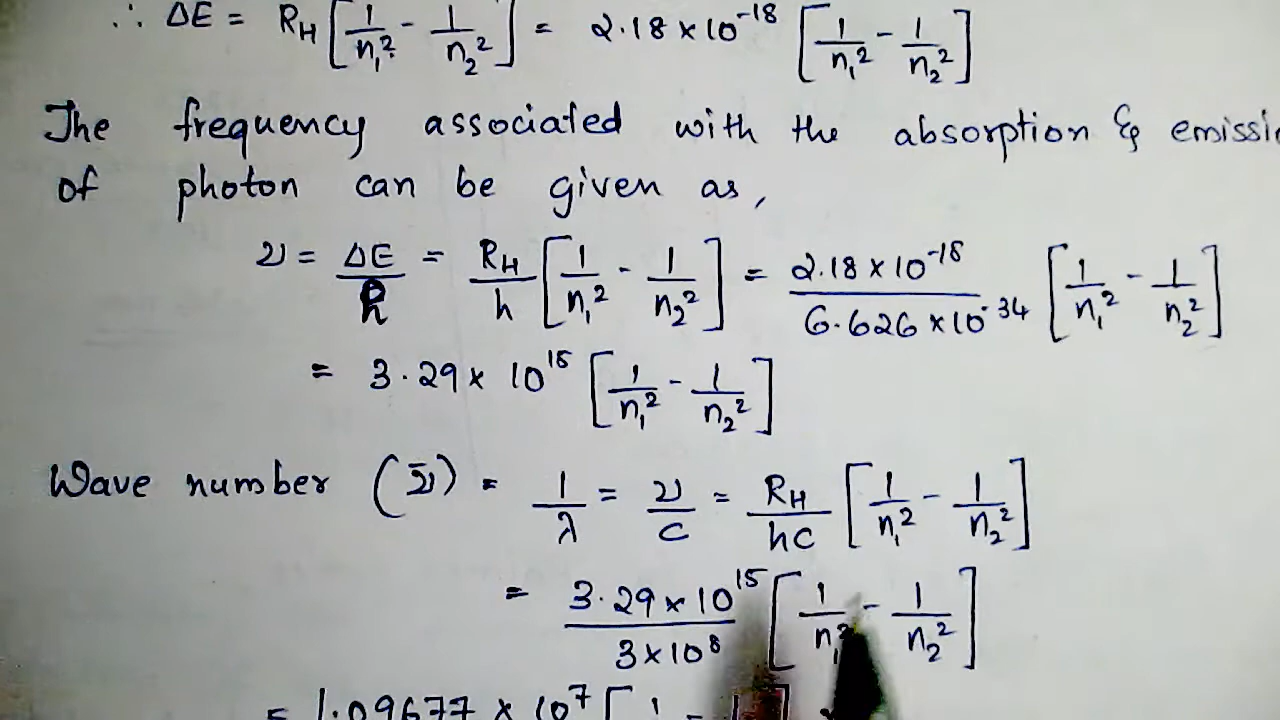 ∴ ΔE = R_H [1/n₁² - 1/n₂²] = 2.18 × 10⁻¹⁸ [1/n₁² - 1/n₂²]
The frequency associated with the absorption & emissi
of photon can be given as,
ν = ΔE/h = R_H/h [1/n₁² - 1/n₂²] = 2.18 × 10⁻¹⁸/6.626 × 10⁻³⁴ [1/n₁² - 1/n₂²]
= 3.29 × 10¹⁵ [1/n₁² - 1/n₂²]
Wave number (ν̄) = 1/λ = ν/c = R_H/hc [1/n₁² - 1/n₂²]
= 3.29 × 10¹⁵/3 × 10⁸ [1/n₁² - 1/n₂²]
= 1.09677 × 10⁷ [1 - 1